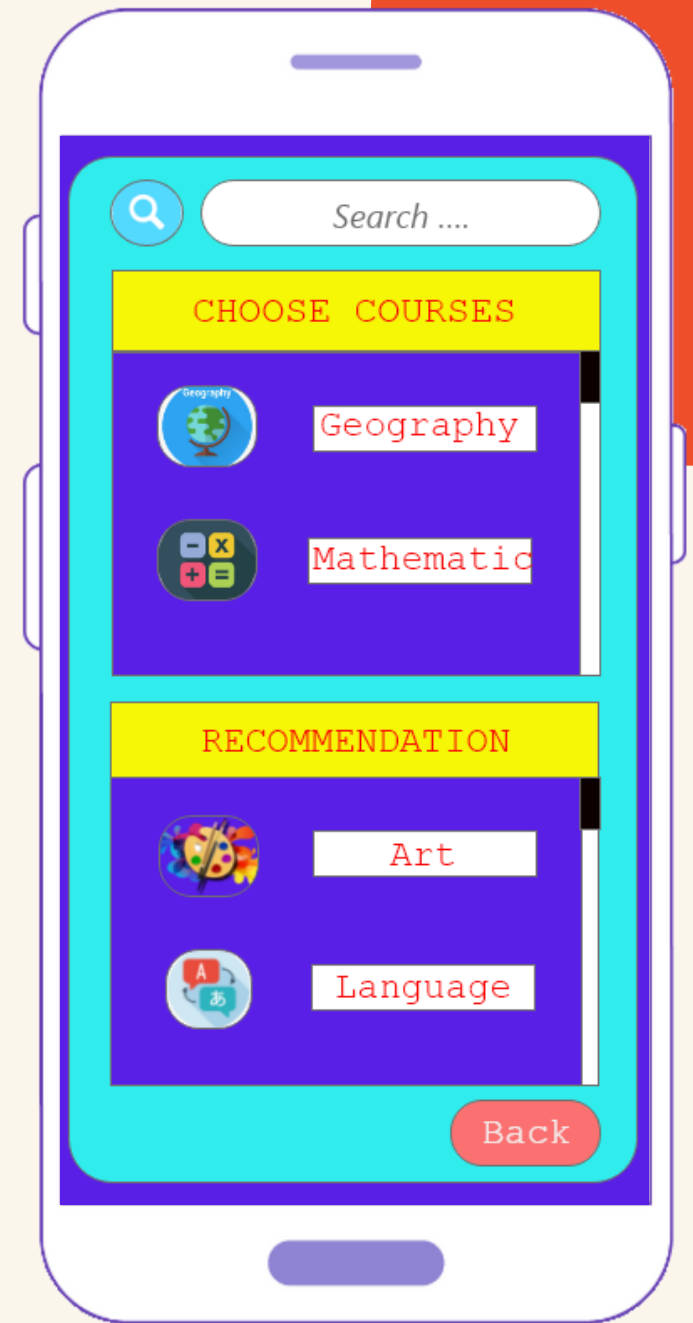 Search ....
CHOOSE COURSES
Geography
Geography
- x
+ =
Mathematic
RECOMMENDATION
Art
A
あ
Language
Back